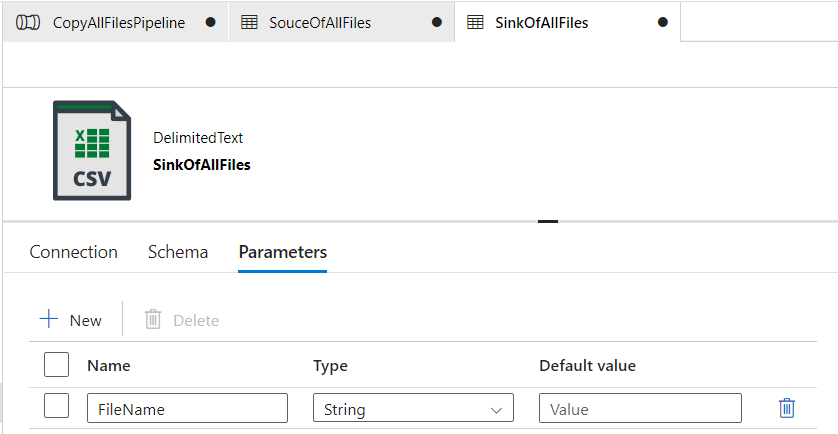 CopyAllFilesPipeline SouceOfAllFiles SinkOfAllFiles
X
CSV
DelimitedText
SinkOfAllFiles
Connection Schema Parameters
New Delete
Name Type Default value
FileName String Value